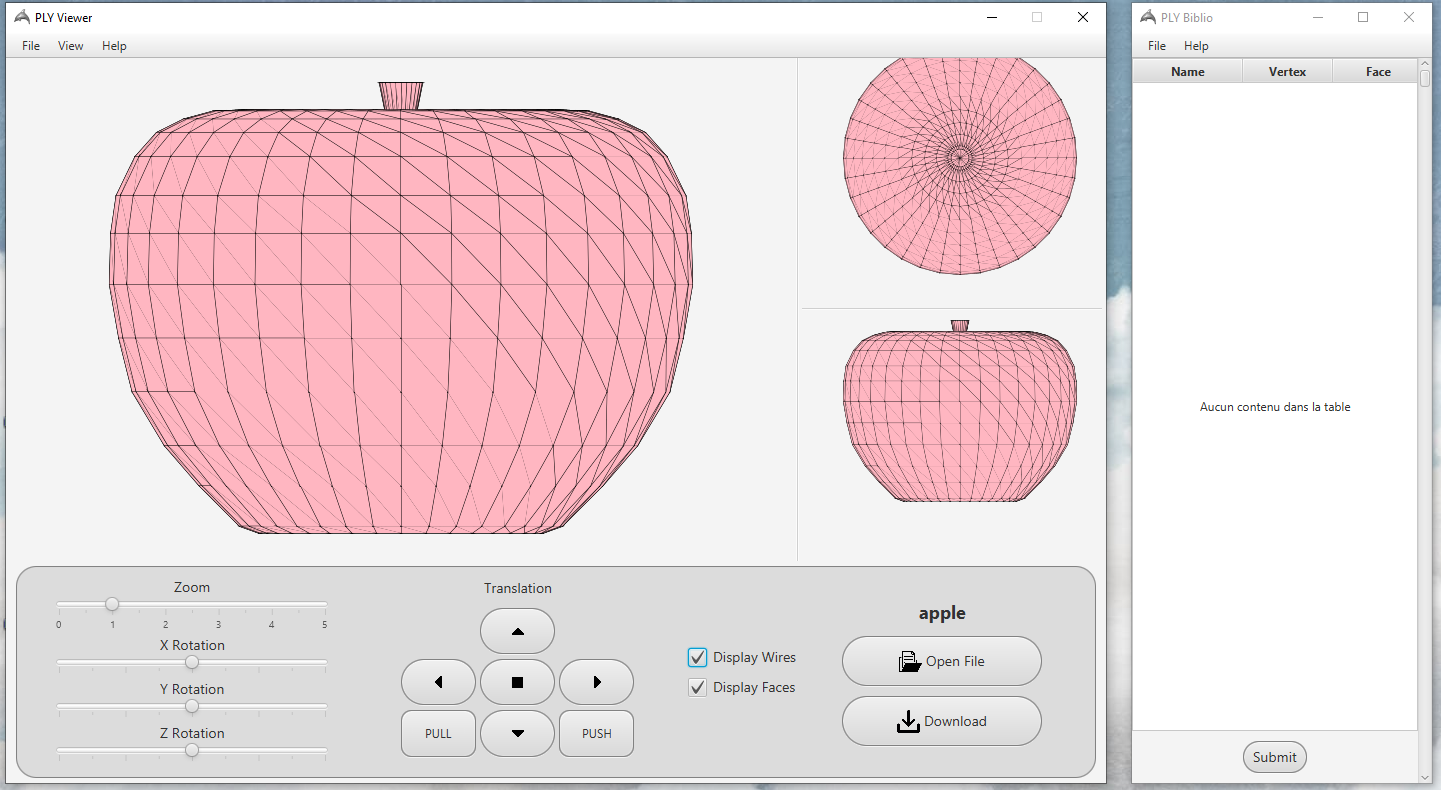 PLY Viewer
File View Help
Zoom
0 1 2 3 4 5
X Rotation
Y Rotation
Z Rotation
Translation
PULL
PUSH
Display Wires
Display Faces
apple
Open File
Download
PLY Biblio
File Help
Name Vertex Face
Aucun contenu dans la table
Submit